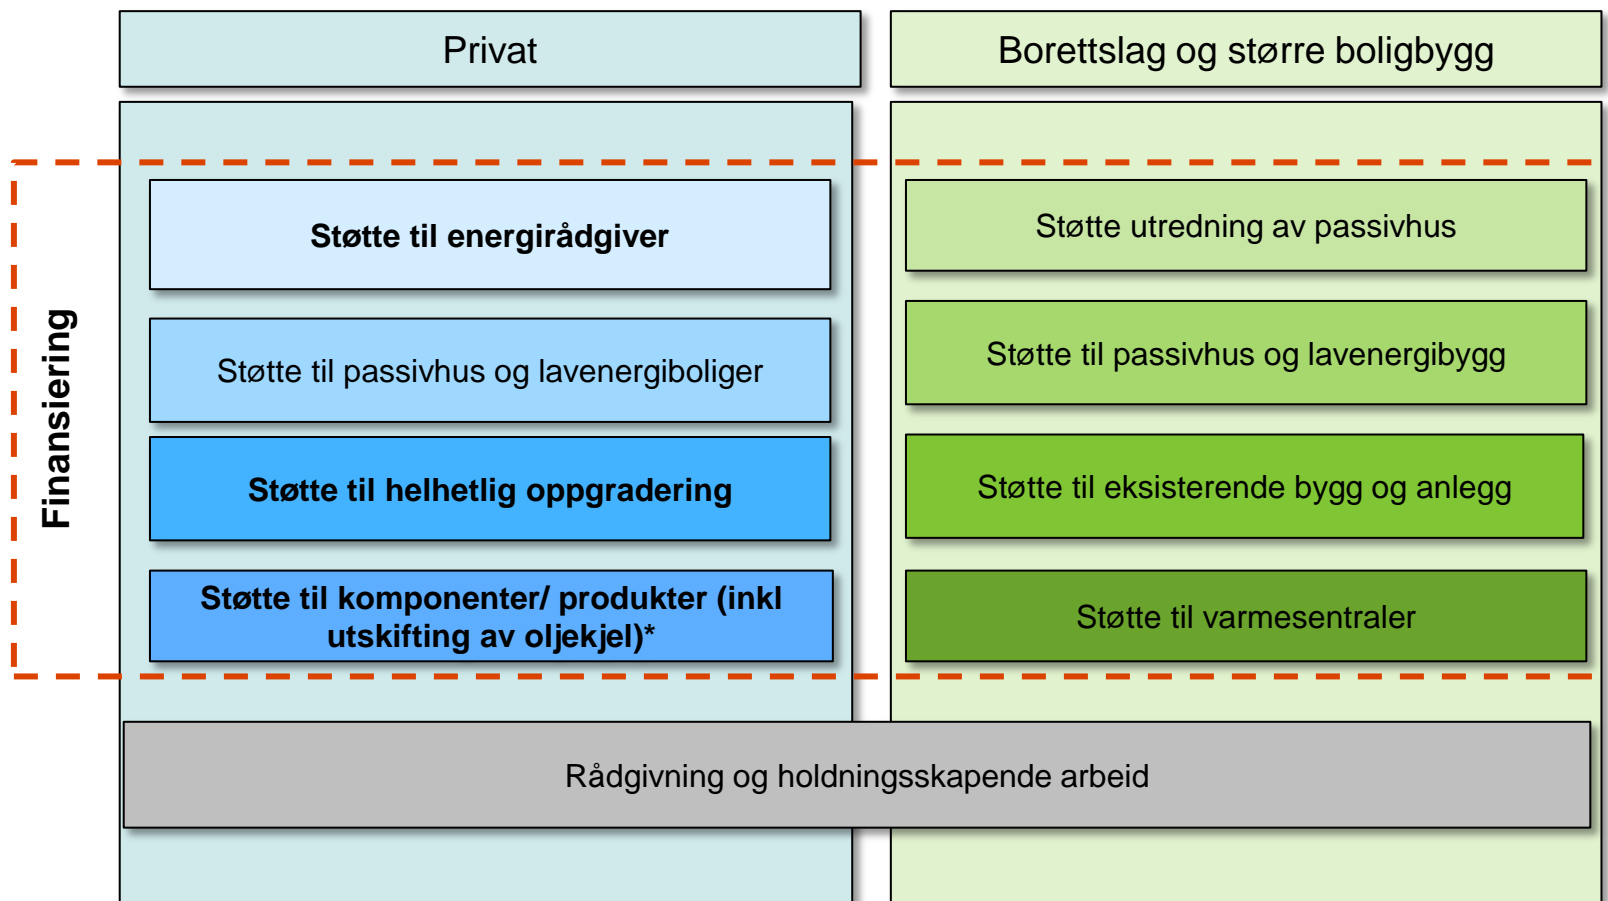 Privat
Borettslag og større boligbygg
Finansiering
Støtte til energirådgiver
Støtte til passivhus og lavenergiboliger
Støtte til helhetlig oppgradering
Støtte til komponenter/ produkter (inkl
utskifting av oljekjel)*
Støtte utredning av passivhus
Støtte til passivhus og lavenergibygg
Støtte til eksisterende bygg og anlegg
Støtte til varmesentraler
Rådgivning og holdningsskapende arbeid